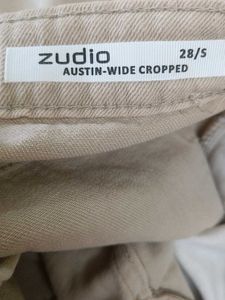 zudio 28/S
AUSTIN-WIDE CROPPED